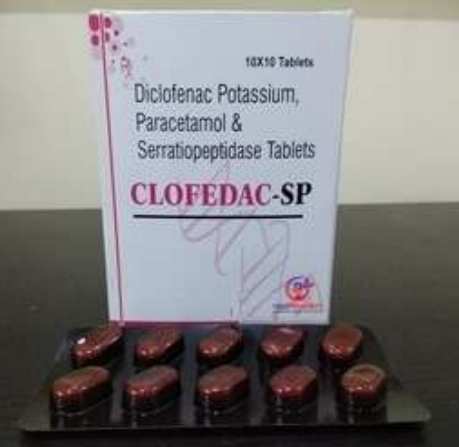 10X10 Tablets
Diclofenac Potassium,
Paracetamol &
Serratiopeptidase Tablets
CLOFEDAC-SP